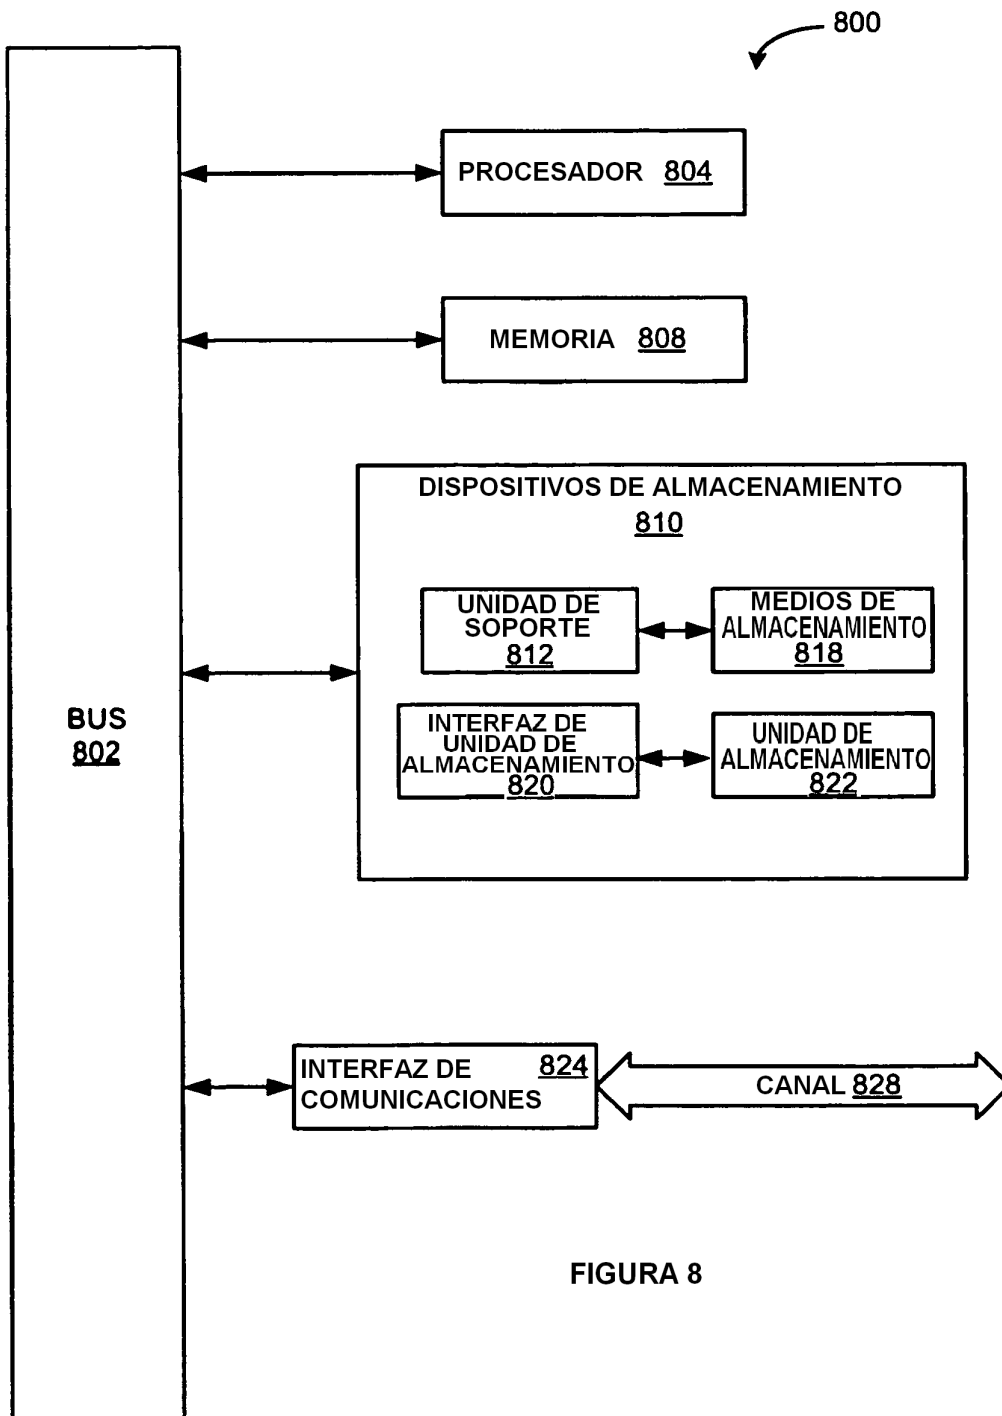 800
PROCESADOR 804
MEMORIA 808
DISPOSITIVOS DE ALMACENAMIENTO
810
UNIDAD DE
SOPORTE
812
MEDIOS DE
ALMACENAMIENTO
818
BUS
802
INTERFAZ DE
UNIDAD DE
ALMACENAMIENTO
820
UNIDAD DE
ALMACENAMIENTO
822
INTERFAZ DE 824
COMUNICACIONES
CANAL 828
FIGURA 8